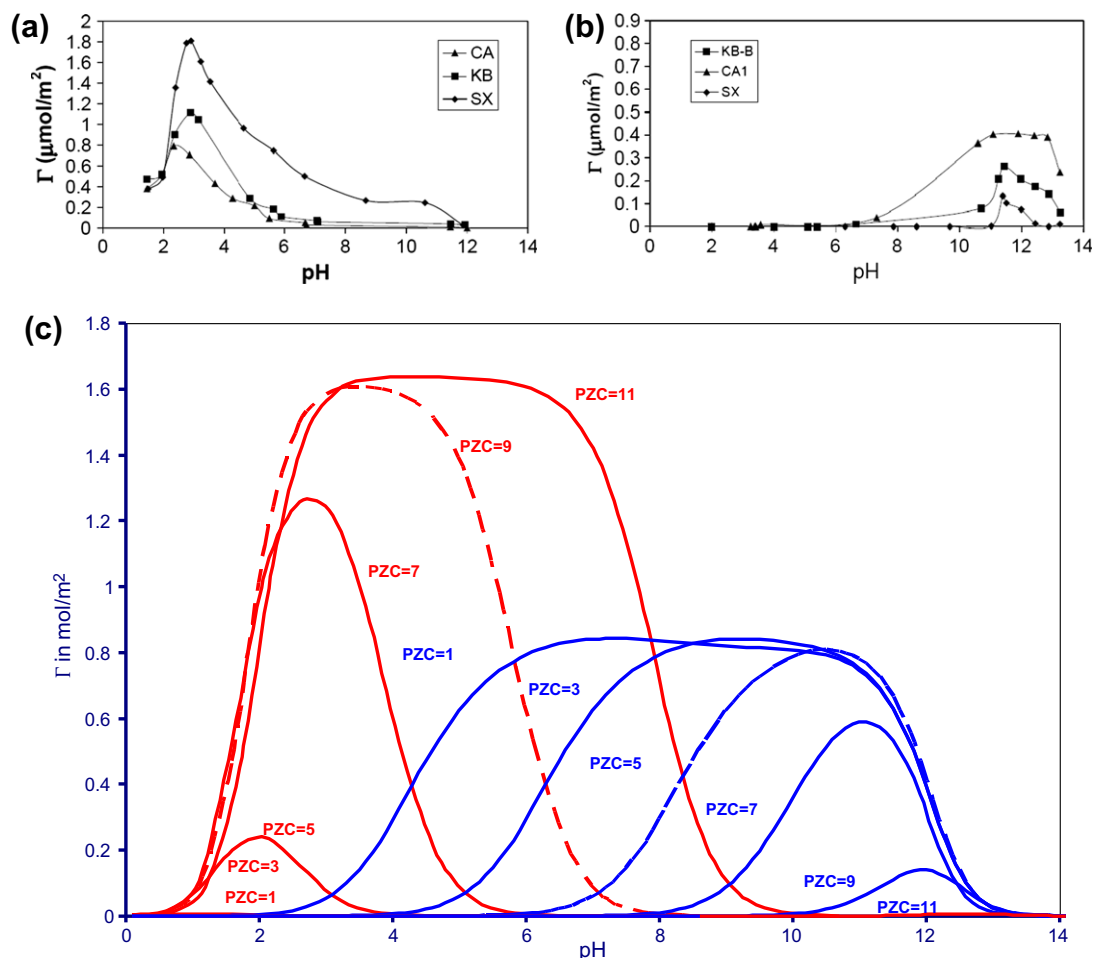 (a)
Γ (μmol/m²)
2
1.8
1.6
1.4
1.2
1
0.8
0.6
0.4
0.2
0
0 2 4 6 8 10 12 14
pH
CA
KB
SX
(b)
Γ (μmol/m²)
0.9
0.8
0.7
0.6
0.5
0.4
0.3
0.2
0.1
0
0 2 4 6 8 10 12 14
pH
KB-B
CA1
SX
(c)
Γ in mol/m²
1.8
1.6
1.4
1.2
1
0.8
0.6
0.4
0.2
0
PZC=11
PZC=9
PZC=7
PZC=1
PZC=3
PZC=5
PZC=7
PZC=5
PZC=3
PZC=9
PZC=1
PZC=11
0 2 4 6 8 10 12 14
pH